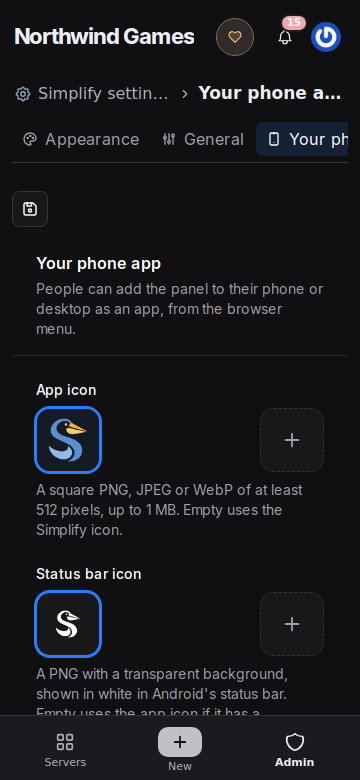 Northwind Games
15
Simplify settin...
Your phone a...
Appearance
General
Your ph
Your phone app
People can add the panel to their phone or
desktop as an app, from the browser
menu.
App icon
A square PNG, JPEG or WebP of at least
512 pixels, up to 1 MB. Empty uses the
Simplify icon.
Status bar icon
A PNG with a transparent background,
shown in white in Android's status bar.
Empty uses the app icon if it has a
Servers
New
Admin